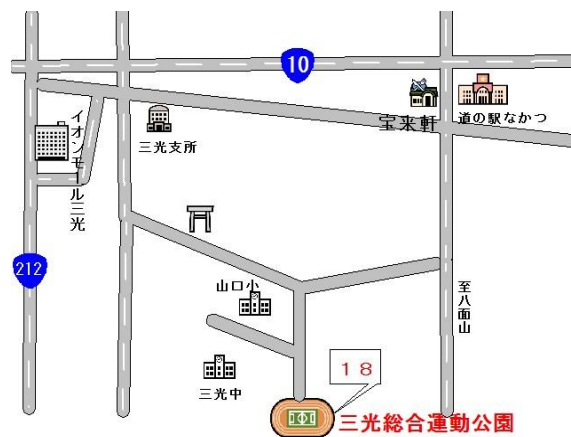 10
宝来軒
道の駅なかつ
三光支所
イオンモール三光
212
山口小
至八面山
18
三光中
三光総合運動公園